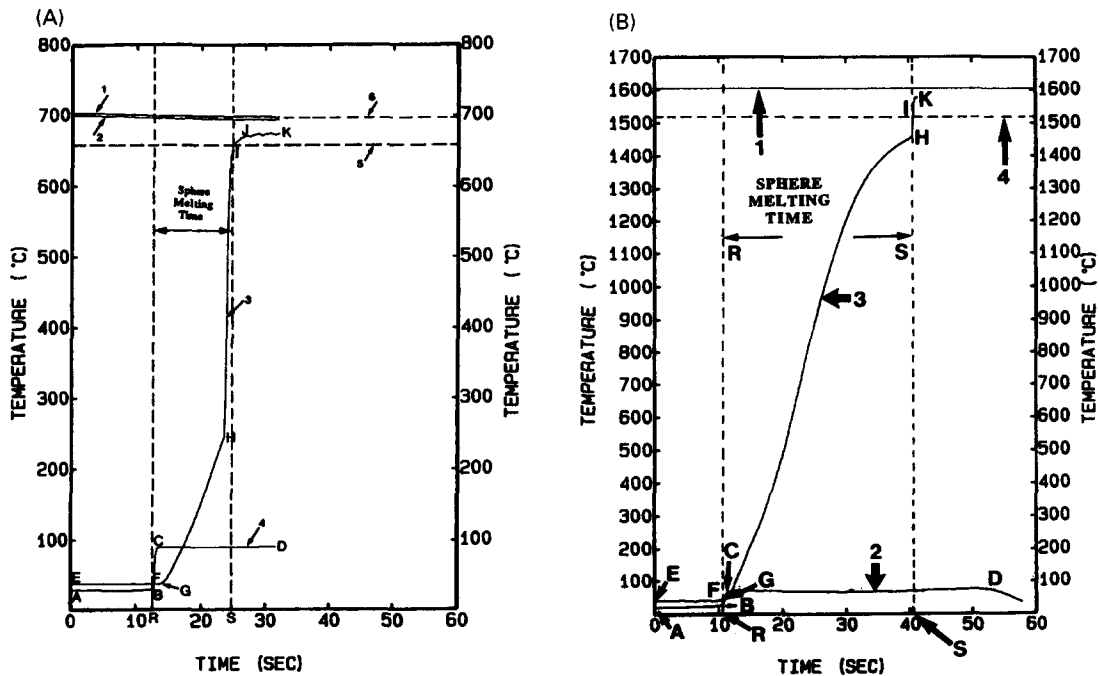 (A)
800
700
600
500
400
300
200
100
TEMPERATURE (°C)
0
10
20
30
40
50
60
TIME (SEC)
800
700
600
500
400
300
200
100
TEMPERATURE (°C)
1
2
6
5
J
K
I
Sphere
Melting
Time
3
H
4
C
D
E
F
G
A
B
R
S
(B)
1700
1600
1500
1400
1300
1200
1100
1000
900
800
700
600
500
400
300
200
100
TEMPERATURE (°C)
0
10
20
30
40
50
60
TIME (SEC)
1700
1600
1500
1400
1300
1200
1100
1000
900
800
700
600
500
400
300
200
100
TEMPERATURE (°C)
K
I
H
1
4
SPHERE
MELTING
TIME
R
S
3
2
E
C
F
G
B
D
A
R
S